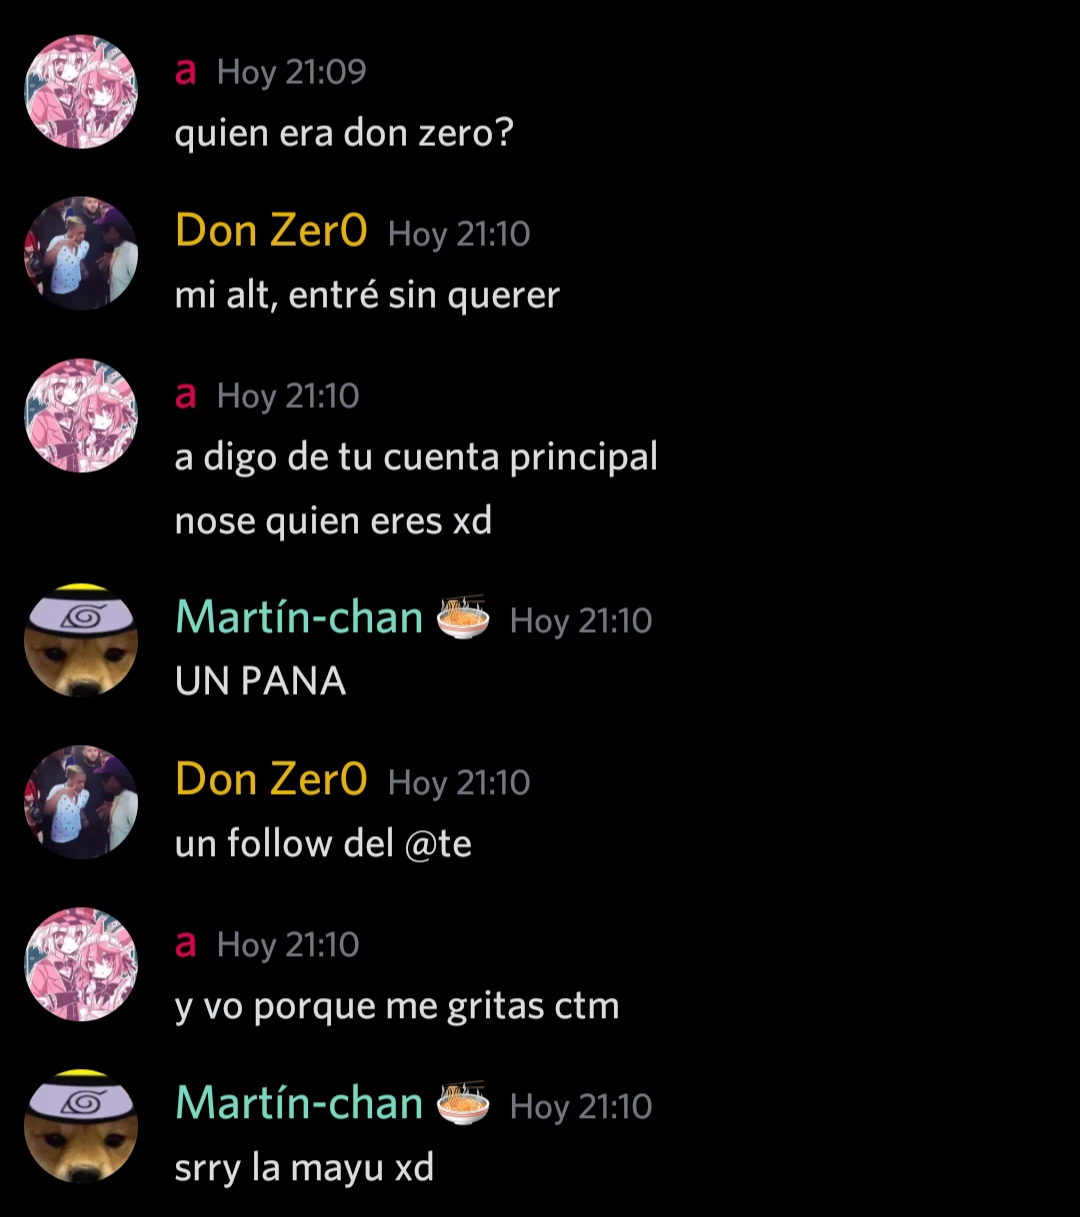 a Hoy 21:09
quien era don zero?
Don Zer0 Hoy 21:10
mi alt, entré sin querer
a Hoy 21:10
a digo de tu cuenta principal
nose quien eres xd
Martín-chan 🍜 Hoy 21:10
UN PANA
Don Zer0 Hoy 21:10
un follow del @te
a Hoy 21:10
y vo porque me gritas ctm
Martín-chan 🍜 Hoy 21:10
srry la mayu xd